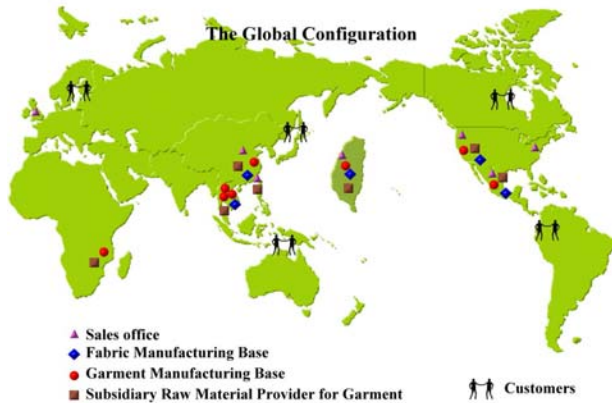 The Global Configuration
Sales office
Fabric Manufacturing Base
Garment Manufacturing Base
Subsidiary Raw Material Provider for Garment
Customers